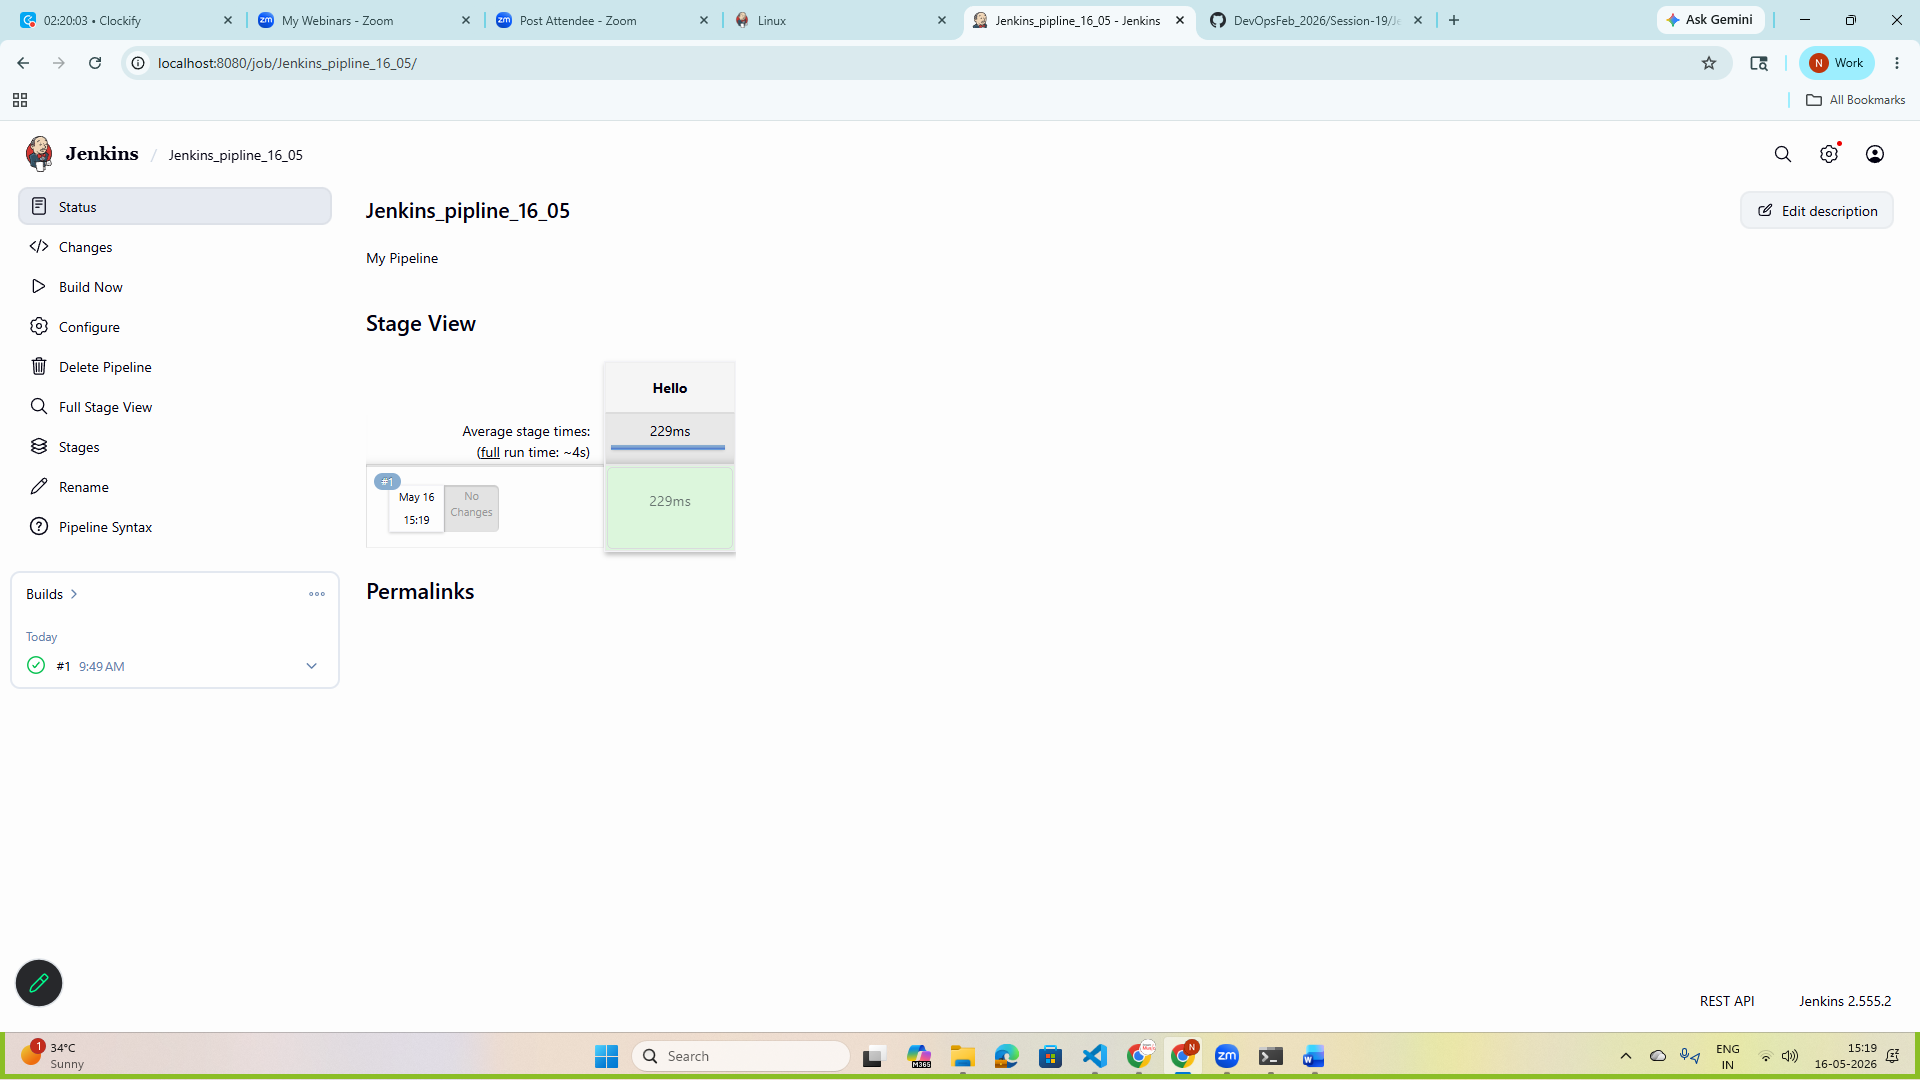 02:20:03 • Clockify
My Webinars - Zoom
Post Attendee - Zoom
Linux
Jenkins_pipline_16_05 - Jenkins
DevOpsFeb_2026/Session-19/Je
Ask Gemini
localhost:8080/job/Jenkins_pipline_16_05/
N Work
All Bookmarks
Jenkins / Jenkins_pipline_16_05
Status
Changes
Build Now
Configure
Delete Pipeline
Full Stage View
Stages
Rename
Pipeline Syntax
Builds
Today
#1 9:49 AM
Jenkins_pipline_16_05
Edit description
My Pipeline
Stage View
Hello
Average stage times: 229ms
(full run time: ~4s)
#1
May 16
15:19
No
Changes
229ms
Permalinks
REST API
Jenkins 2.555.2
1
34°C
Sunny
Search
M365
N
zm
ENG
IN
15:19
16-05-2026